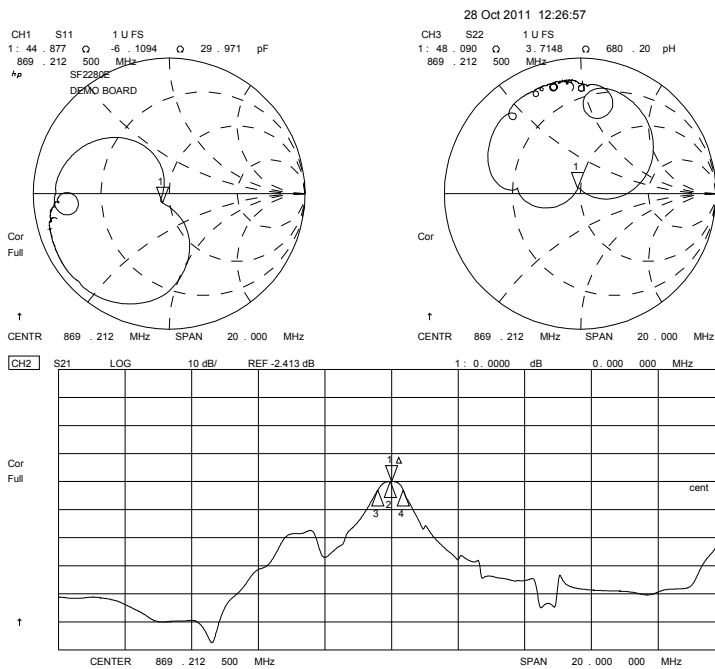 28 Oct 2011 12:26:57
CH1 S11 1 U FS
1 : 44 . 877 Ω -6 . 1094 Ω 29 . 971 pF
869 . 212 500 MHz
hp SF2280E
DEMO BOARD
1
Cor
Full
↑
CENTR 869 . 212 MHz SPAN 20 . 000 MHz
CH3 S22 1 U FS
1 : 48 . 090 Ω 3 . 7148 Ω 680 . 20 pH
869 . 212 500 MHz
1
Cor
↑
CENTR 869 . 212 MHz SPAN 20 . 000 MHz
CH2 S21 LOG 10 dB/ REF -2.413 dB 1 : 0 . 0000 dB 0 . 000 000 MHz
Cor
Full
1 Δ
cent
2
3 4
↑
CENTER 869 . 212 500 MHz SPAN 20 . 000 000 MHz